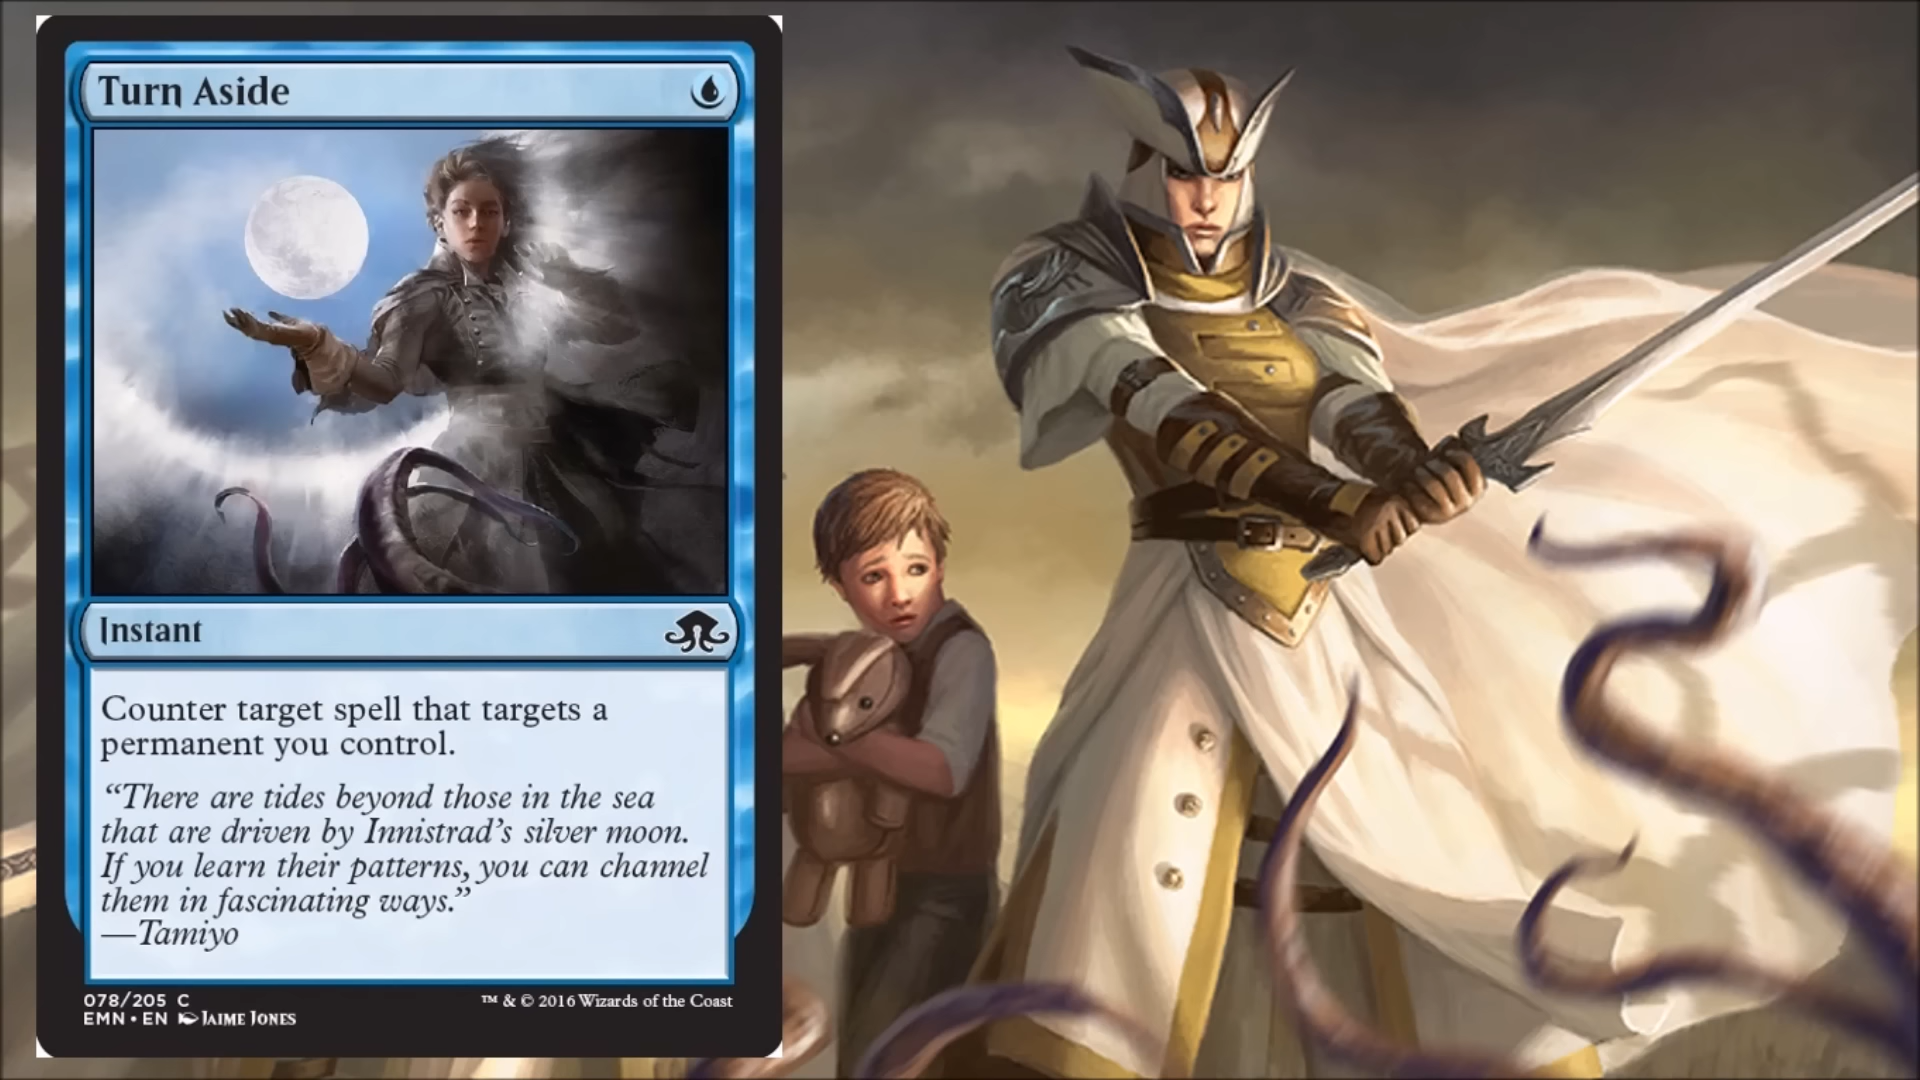 Turn Aside
Instant
Counter target spell that targets a
permanent you control.
“There are tides beyond those in the sea
that are driven by Innistrad’s silver moon.
If you learn their patterns, you can channel
them in fascinating ways.”
—Tamiyo
078/205 C
™ & © 2016 Wizards of the Coast
EMN • EN JAIME JONES